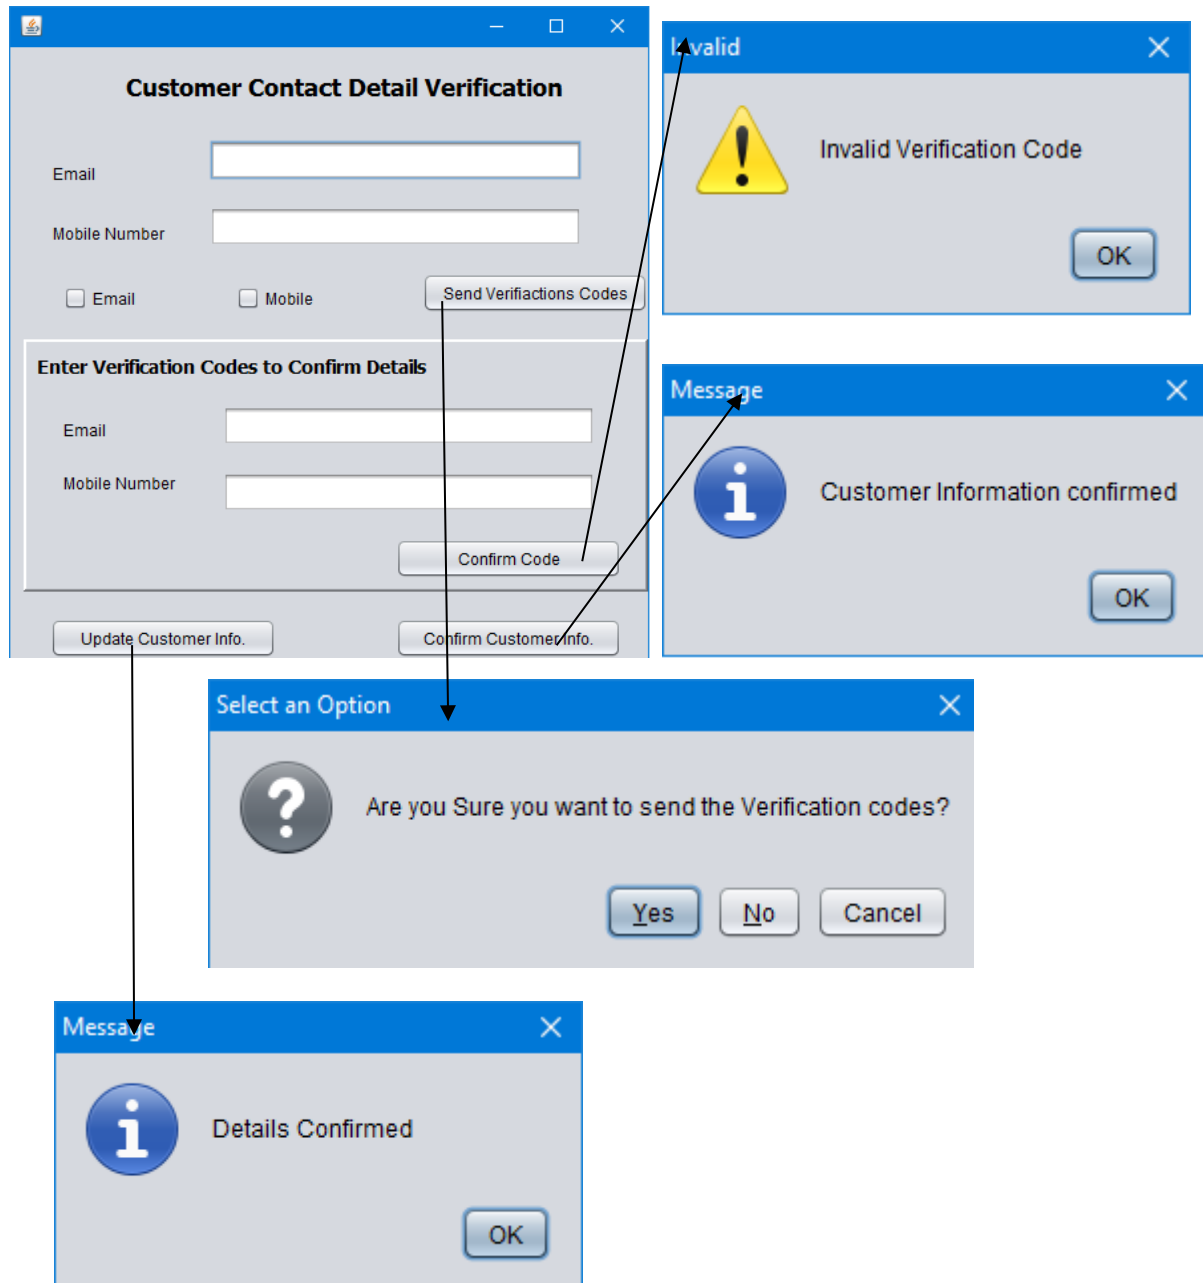 Customer Contact Detail Verification
Email
Mobile Number
Email Mobile Send Verifiactions Codes
Enter Verification Codes to Confirm Details
Email
Mobile Number
Confirm Code
Update Customer Info. Confirm Customer Info.
Invalid
Invalid Verification Code
OK
Message
Customer Information confirmed
OK
Select an Option
Are you Sure you want to send the Verification codes?
Yes No Cancel
Message
Details Confirmed
OK